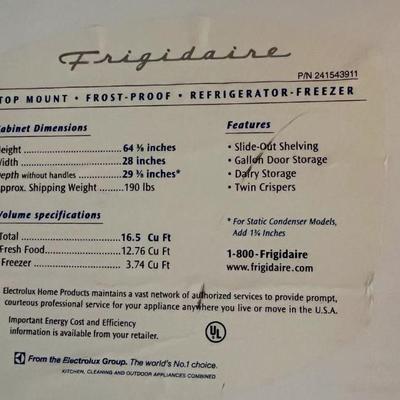 Frigidaire
P/N 241543911
TOP MOUNT • FROST-PROOF • REFRIGERATOR-FREEZER
Cabinet Dimensions
Height 64 3/8 inches
Width 28 inches
Depth without handles 29 3/8 inches*
Approx. Shipping Weight 190 lbs
Volume specifications
Total 16.5 Cu Ft
Fresh Food 12.76 Cu Ft
Freezer 3.74 Cu Ft
Features
• Slide-Out Shelving
• Gallon Door Storage
• Dairy Storage
• Twin Crispers
* For Static Condenser Models,
Add 1¼ Inches
1-800-Frigidaire
www.frigidaire.com
Electrolux Home Products maintains a vast network of authorized services to provide prompt,
courteous professional service for your appliance anywhere you live or move in the U.S.A.
Important Energy Cost and Efficiency
information is available from your retailer.
UL
From the Electrolux Group. The world's No.1 choice.
KITCHEN, CLEANING AND OUTDOOR APPLIANCES COMBINED